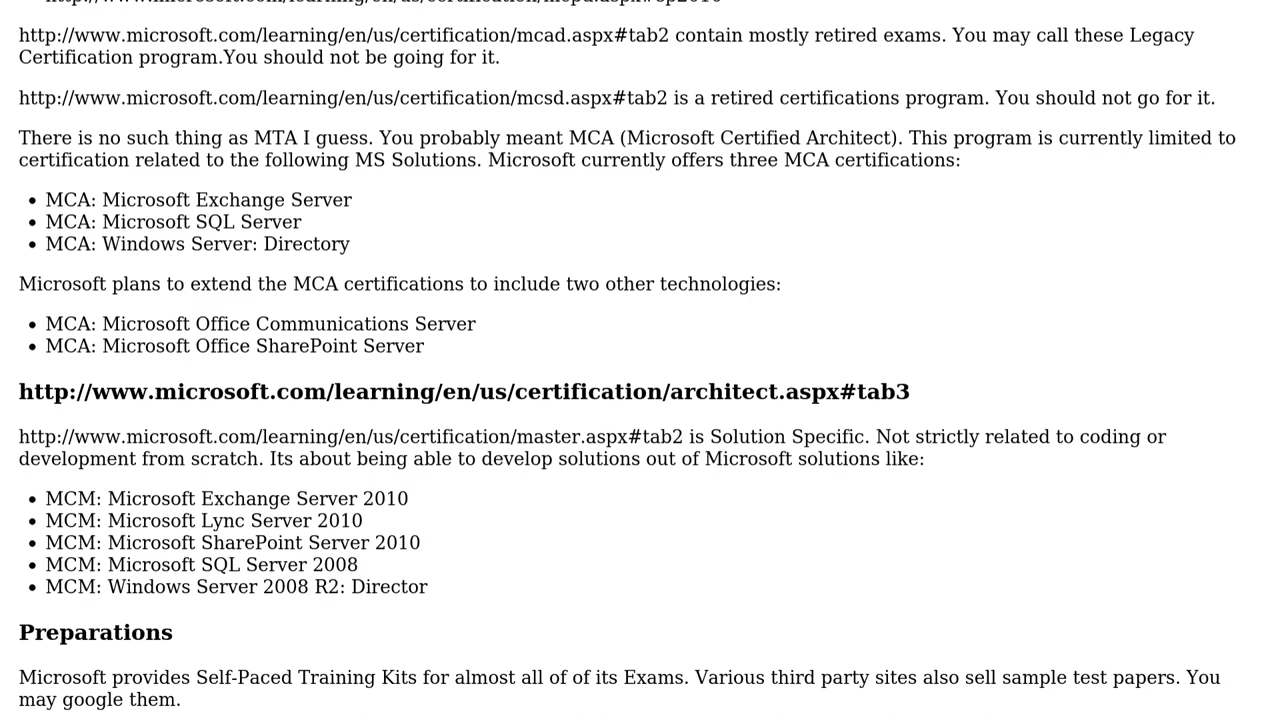 http://www.microsoft.com/learning/en/us/certification/mcad.aspx#tab2 contain mostly retired exams. You may call these Legacy
Certification program.You should not be going for it.
http://www.microsoft.com/learning/en/us/certification/mcsd.aspx#tab2 is a retired certifications program. You should not go for it.
There is no such thing as MTA I guess. You probably meant MCA (Microsoft Certified Architect). This program is currently limited to
certification related to the following MS Solutions. Microsoft currently offers three MCA certifications:
• MCA: Microsoft Exchange Server
• MCA: Microsoft SQL Server
• MCA: Windows Server: Directory
Microsoft plans to extend the MCA certifications to include two other technologies:
• MCA: Microsoft Office Communications Server
• MCA: Microsoft Office SharePoint Server
http://www.microsoft.com/learning/en/us/certification/architect.aspx#tab3
http://www.microsoft.com/learning/en/us/certification/master.aspx#tab2 is Solution Specific. Not strictly related to coding or
development from scratch. Its about being able to develop solutions out of Microsoft solutions like:
• MCM: Microsoft Exchange Server 2010
• MCM: Microsoft Lync Server 2010
• MCM: Microsoft SharePoint Server 2010
• MCM: Microsoft SQL Server 2008
• MCM: Windows Server 2008 R2: Director
Preparations
Microsoft provides Self-Paced Training Kits for almost all of of its Exams. Various third party sites also sell sample test papers. You
may google them.